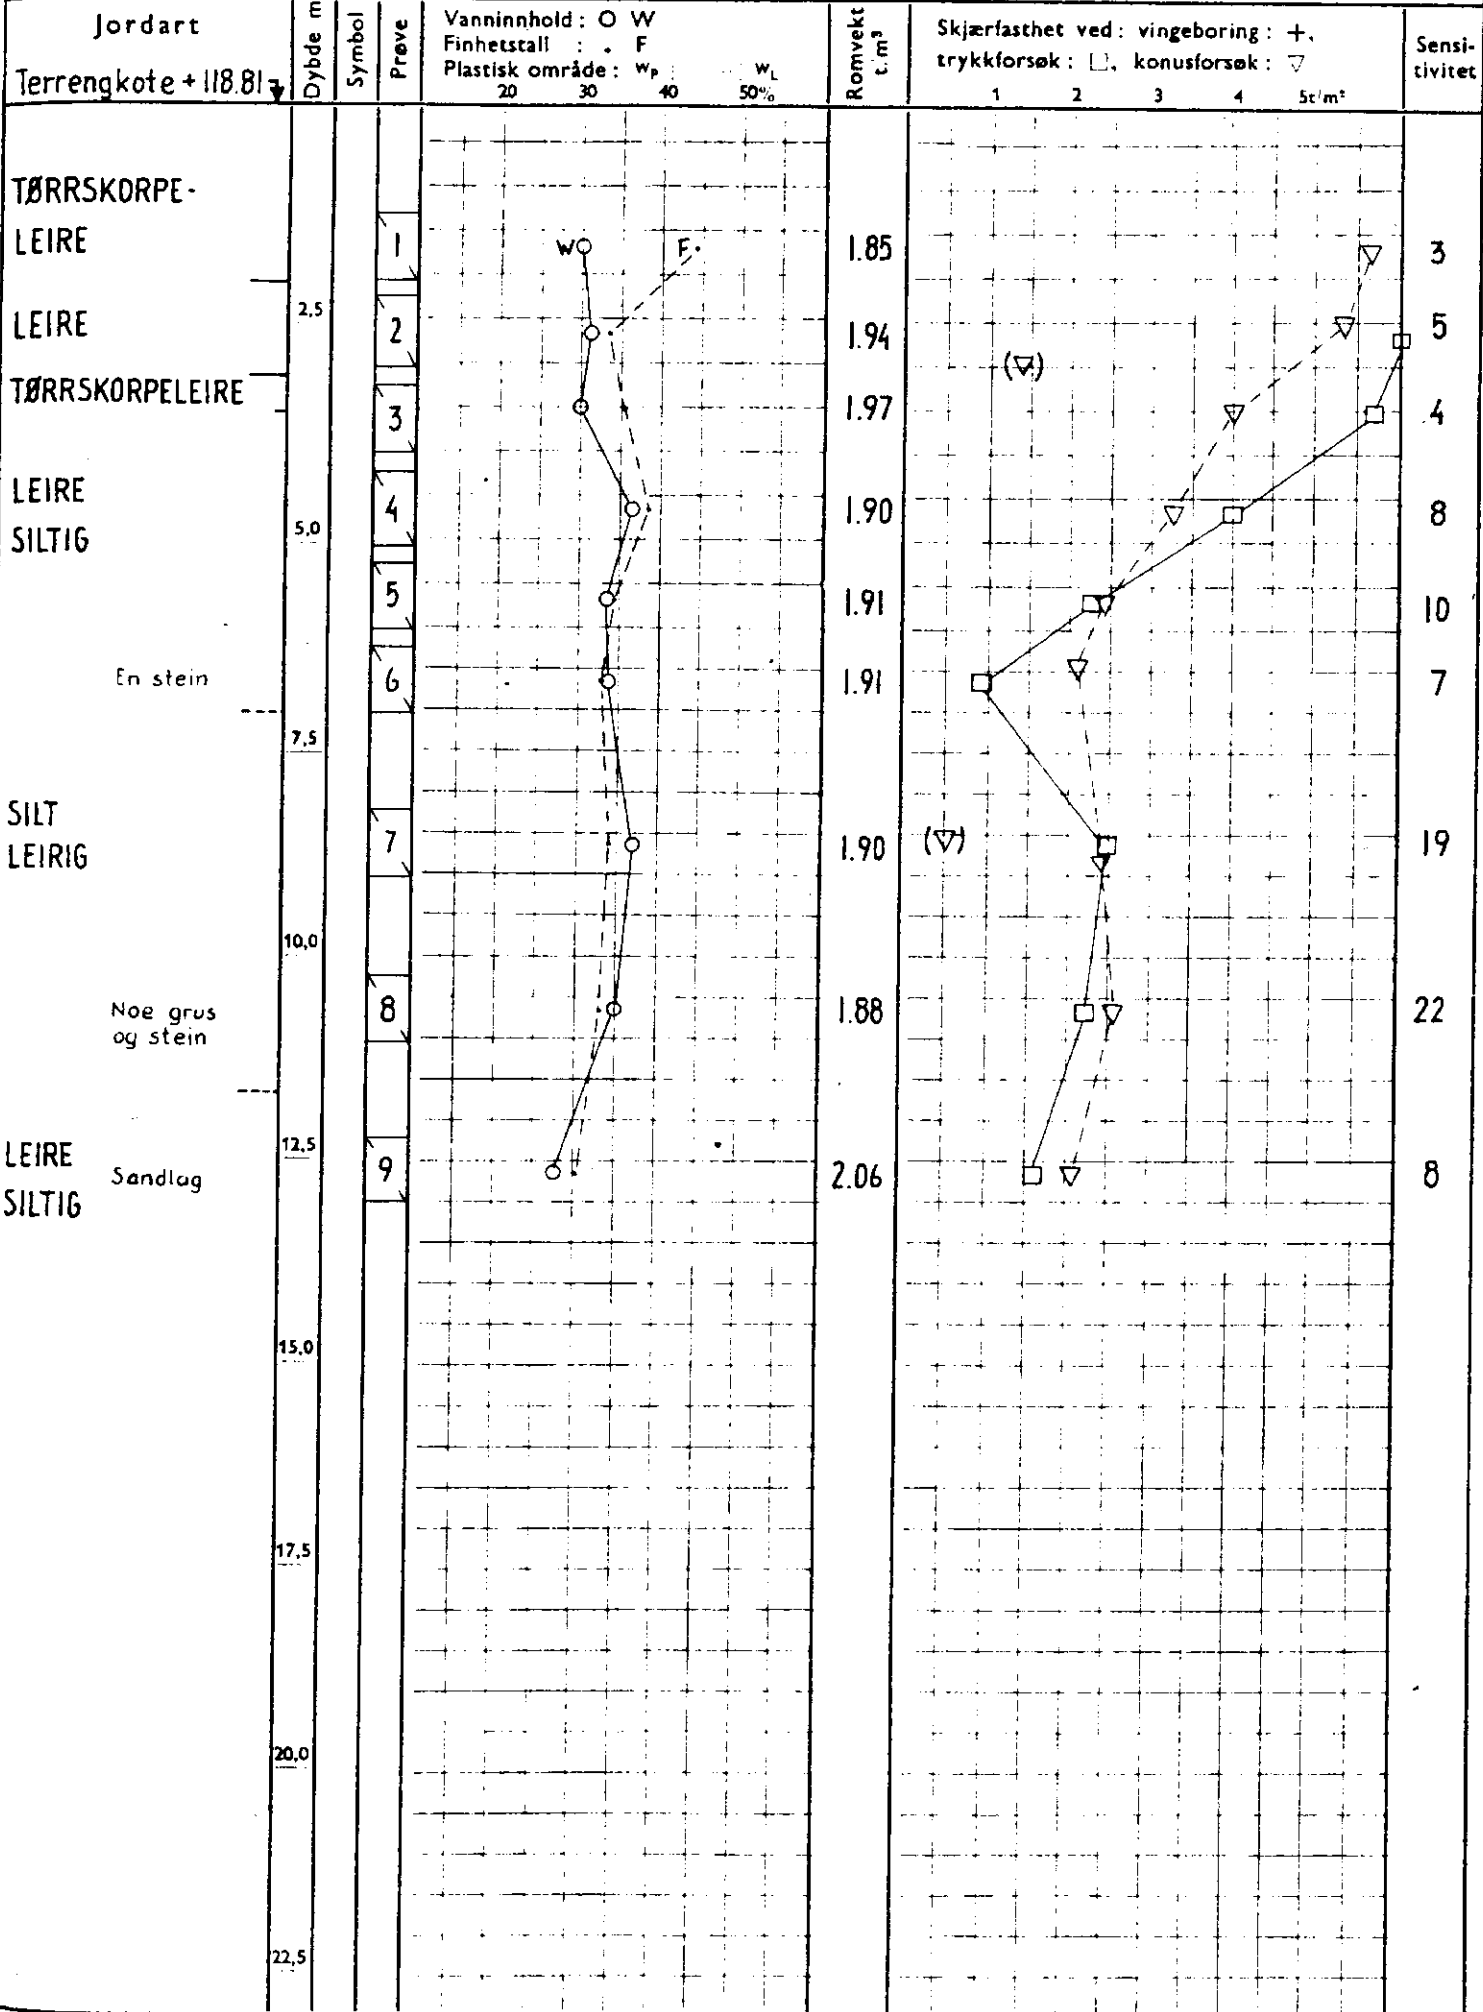 Jordart
Terrengkote + 118.81
Dybde m
Symbol
Prøve
Vanninnhold : O W
Finhetstall : . F
Plastisk område : wP wL
20 30 40 50%
Romvekt t/m³
Skjærfasthet ved : vingeboring : +,
trykkforsøk : □, konusforsøk : ▽
1 2 3 4 5t/m²
Sensi-
tivitet
TØRRSKORPE-
LEIRE
1
W
F
1.85
3
2,5
LEIRE
2
1.94
5
(▽)
TØRRSKORPELEIRE
3
1.97
4
LEIRE
SILTIG
5,0
4
1.90
8
5
1.91
10
En stein
6
1.91
7
7,5
SILT
LEIRIG
7
1.90
(▽)
19
10,0
Noe grus
og stein
8
1.88
22
12,5
LEIRE
SILTIG
Sandlag
9
2.06
8
15,0
17,5
20,0
22,5